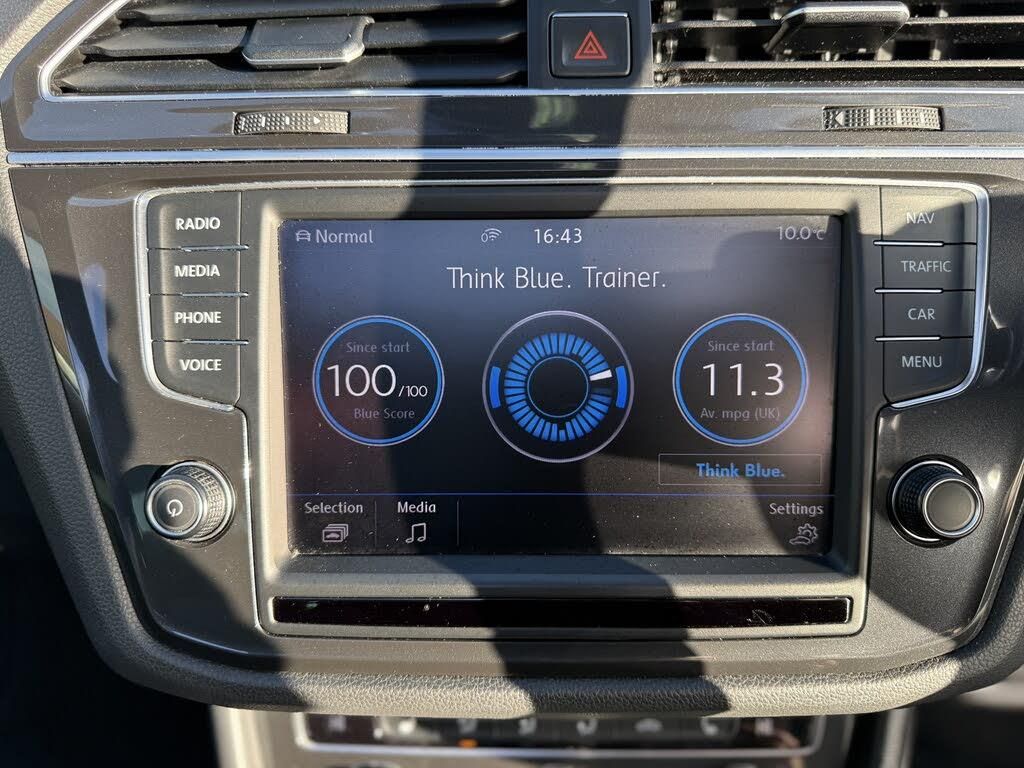 RADIO
MEDIA
PHONE
VOICE
NAV
TRAFFIC
CAR
MENU
Normal
16:43
10.0°C
Think Blue. Trainer.
Since start
100/100
Blue Score
Since start
11.3
Av. mpg (UK)
Think Blue.
Selection
Media
Settings